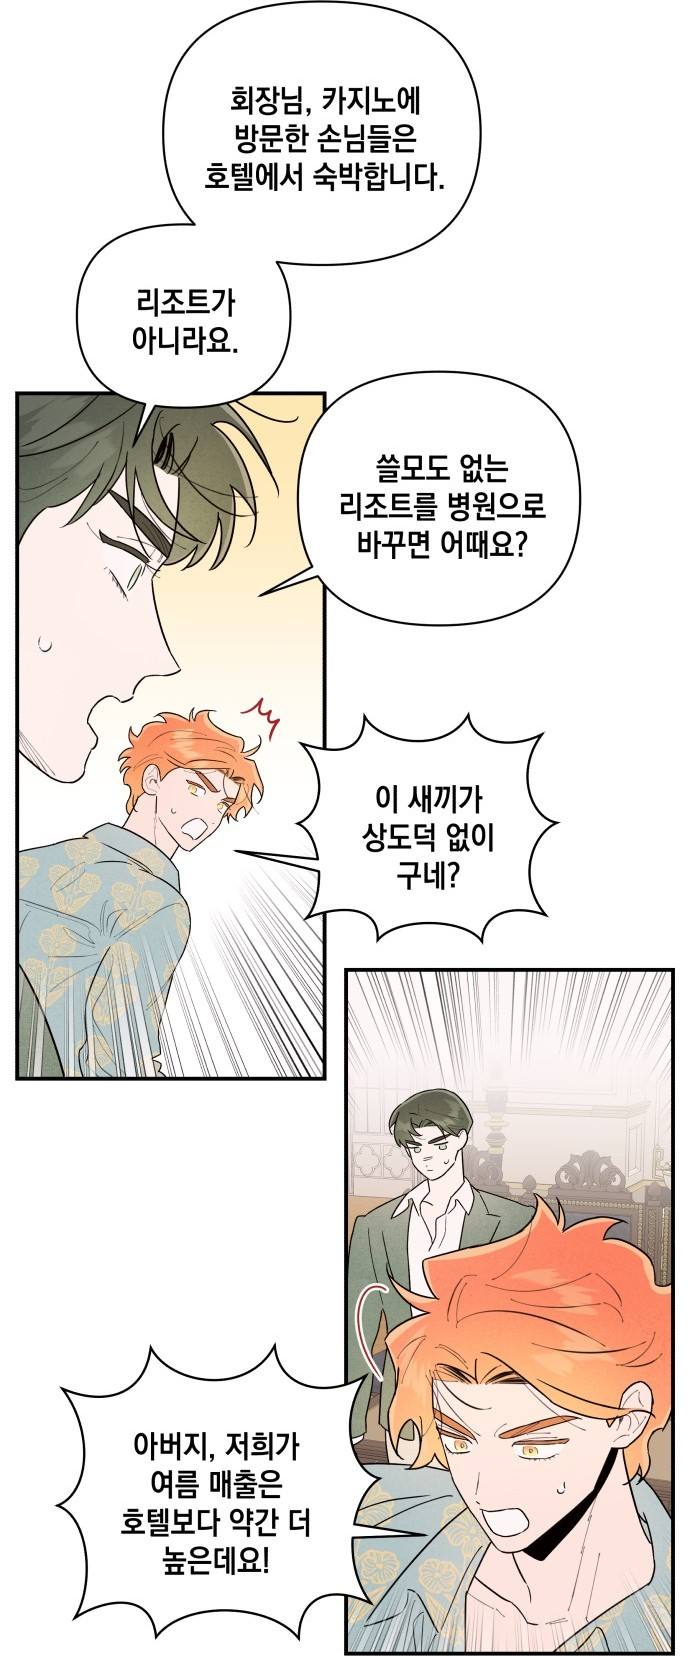 회장님, 카지노에
방문한 손님들은
호텔에서 숙박합니다.
리조트가
아니라요.
쓸모도 없는
리조트를 병원으로
바꾸면 어때요?
이 새끼가
상도덕 없이
구네?
아버지, 저희가
여름 매출은
호텔보다 약간 더
높은데요!